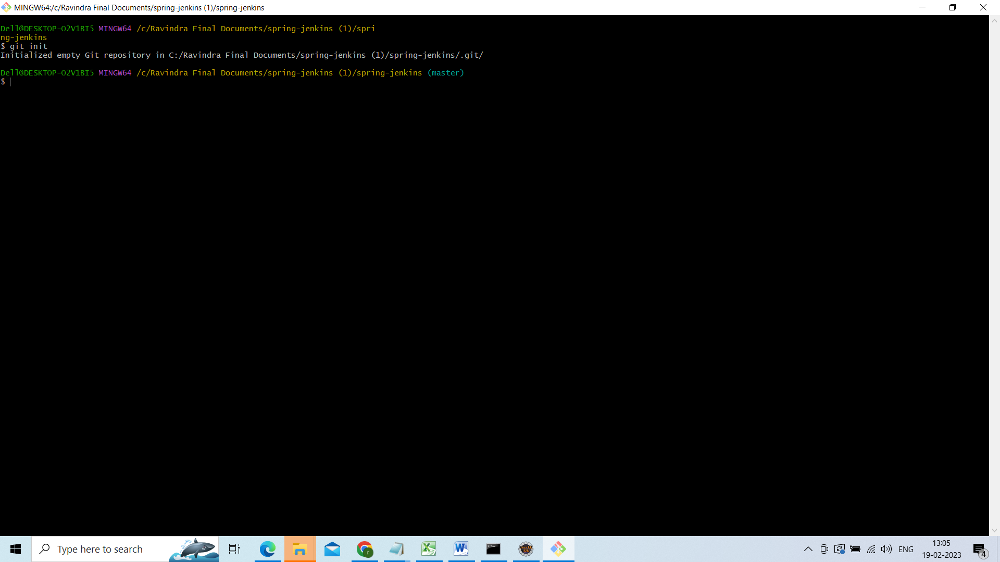 MINGW64:/c/Ravindra Final Documents/spring-jenkins (1)/spring-jenkins
Dell@DESKTOP-O2V1BI5 MINGW64 /c/Ravindra Final Documents/spring-jenkins (1)/spri
ng-jenkins
$ git init
Initialized empty Git repository in C:/Ravindra Final Documents/spring-jenkins (1)/spring-jenkins/.git/
Dell@DESKTOP-O2V1BI5 MINGW64 /c/Ravindra Final Documents/spring-jenkins (1)/spring-jenkins (master)
$
Type here to search
r
Java EE
IDE
ENG
13:05
19-02-2023
4